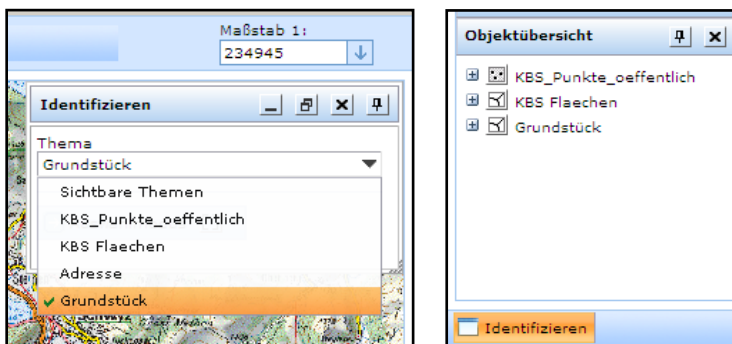 Maßstab 1:
234945
Identifizieren
Thema
Grundstück
Sichtbare Themen
KBS_Punkte_oeffentlich
KBS Flaechen
Adresse
Grundstück
Objektübersicht
KBS_Punkte_oeffentlich
KBS Flaechen
Grundstück
Identifizieren